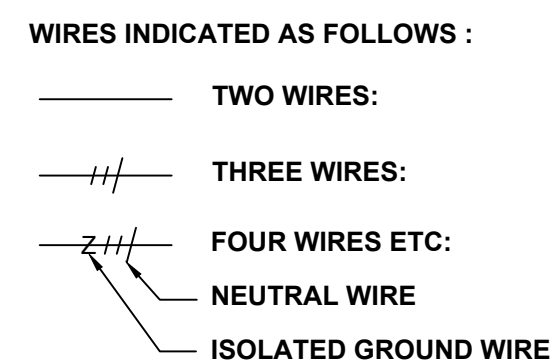 WIRES INDICATED AS FOLLOWS :
TWO WIRES:
THREE WIRES:
Z FOUR WIRES ETC:
NEUTRAL WIRE
ISOLATED GROUND WIRE